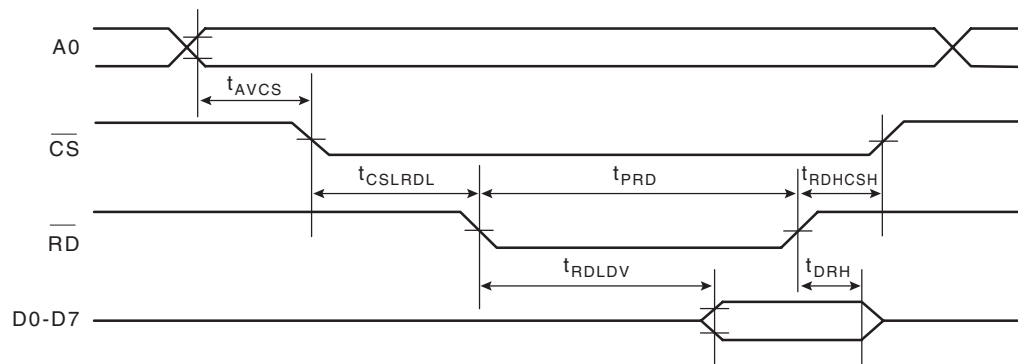 A0
tAVCS
CS
tCSLRDL tPRD tRDHCSH
RD
tRDLDV tDRH
D0-D7